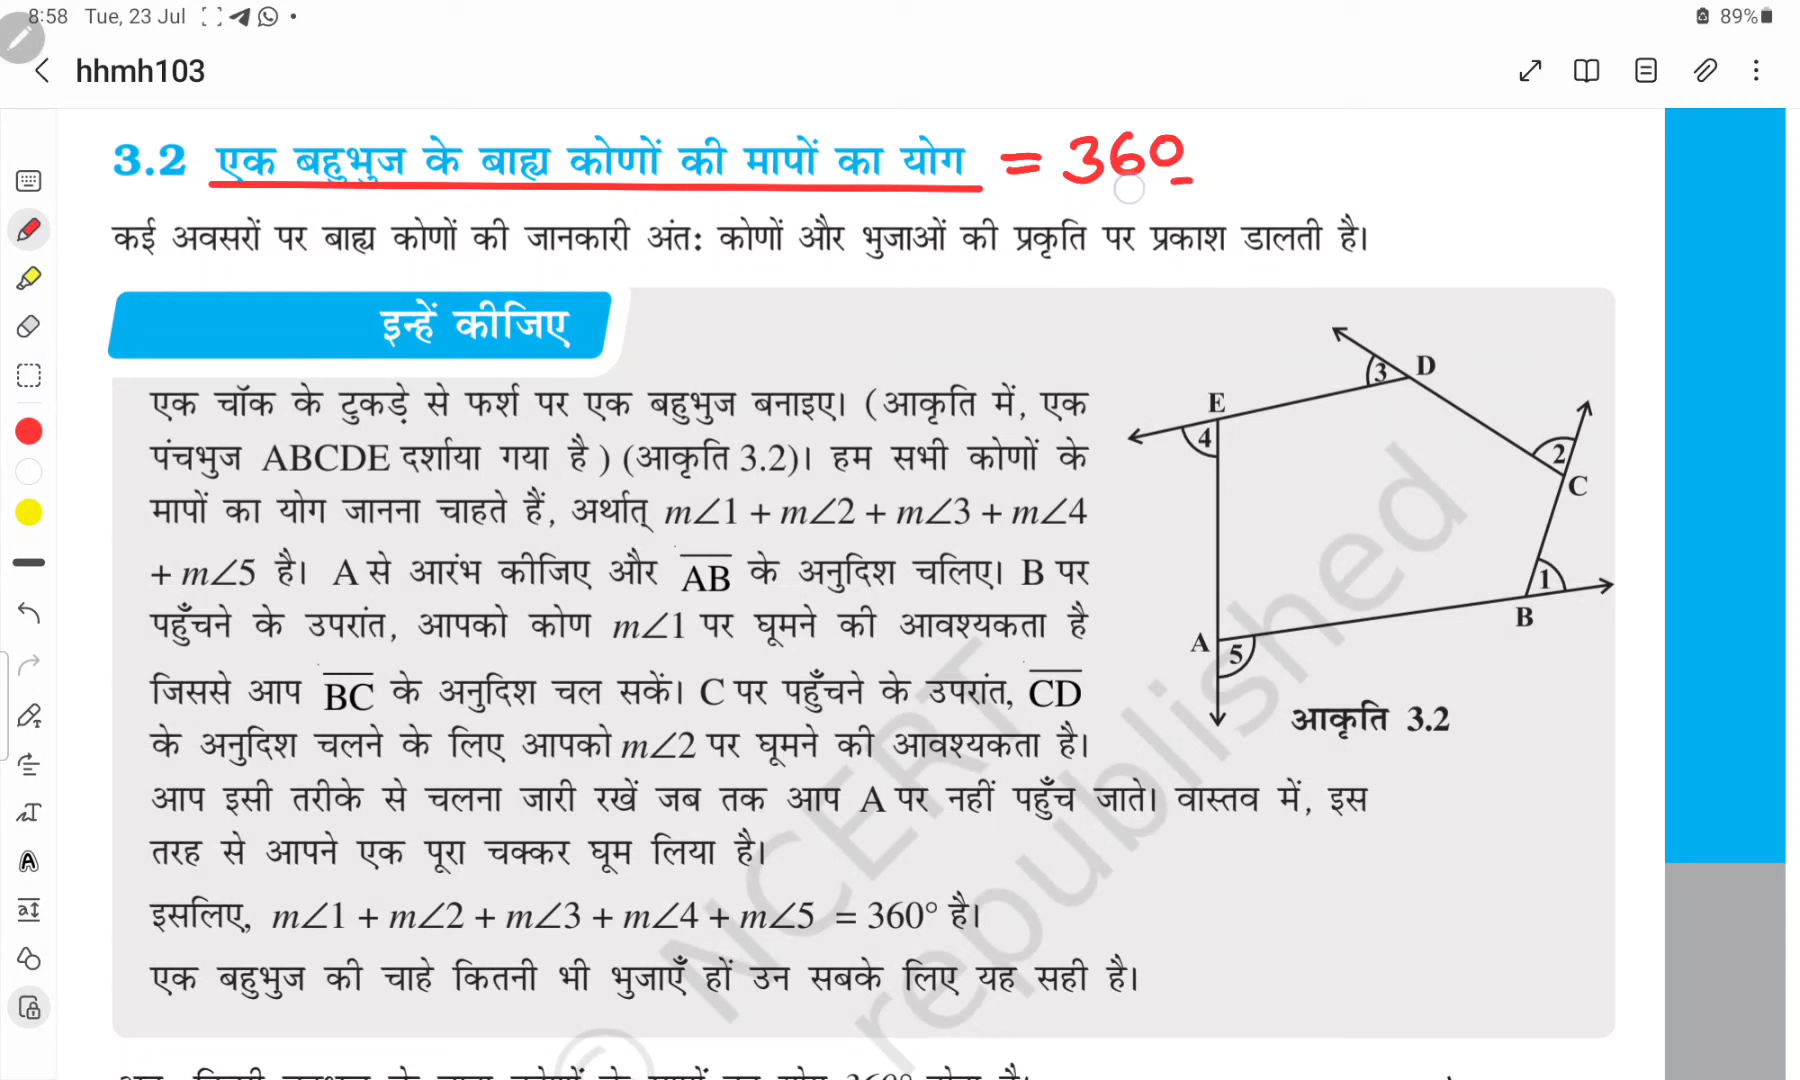 8:58 Tue, 23 Jul 89%
hhmh103
3.2 एक बहुभुज के बाह्य कोणों की मापों का योग = 360
कई अवसरों पर बाह्य कोणों की जानकारी अंत: कोणों और भुजाओं की प्रकृति पर प्रकाश डालती है।
इन्हें कीजिए
एक चॉक के टुकड़े से फर्श पर एक बहुभुज बनाइए। (आकृति में, एक
पंचभुज ABCDE दर्शाया गया है ) (आकृति 3.2)। हम सभी कोणों के
मापों का योग जानना चाहते हैं, अर्थात् m∠1 + m∠2 + m∠3 + m∠4
+ m∠5 है। A से आरंभ कीजिए और AB के अनुदिश चलिए। B पर
पहुँचने के उपरांत, आपको कोण m∠1 पर घूमने की आवश्यकता है
जिससे आप BC के अनुदिश चल सकें। C पर पहुँचने के उपरांत, CD
के अनुदिश चलने के लिए आपको m∠2 पर घूमने की आवश्यकता है।
आप इसी तरीके से चलना जारी रखें जब तक आप A पर नहीं पहुँच जाते। वास्तव में, इस
तरह से आपने एक पूरा चक्कर घूम लिया है।
इसलिए, m∠1 + m∠2 + m∠3 + m∠4 + m∠5 = 360° है।
एक बहुभुज की चाहे कितनी भी भुजाएँ हों उन सबके लिए यह सही है।
D
3
E
4
2
C
1
B
A
5
आकृति 3.2
© NCERT
republished